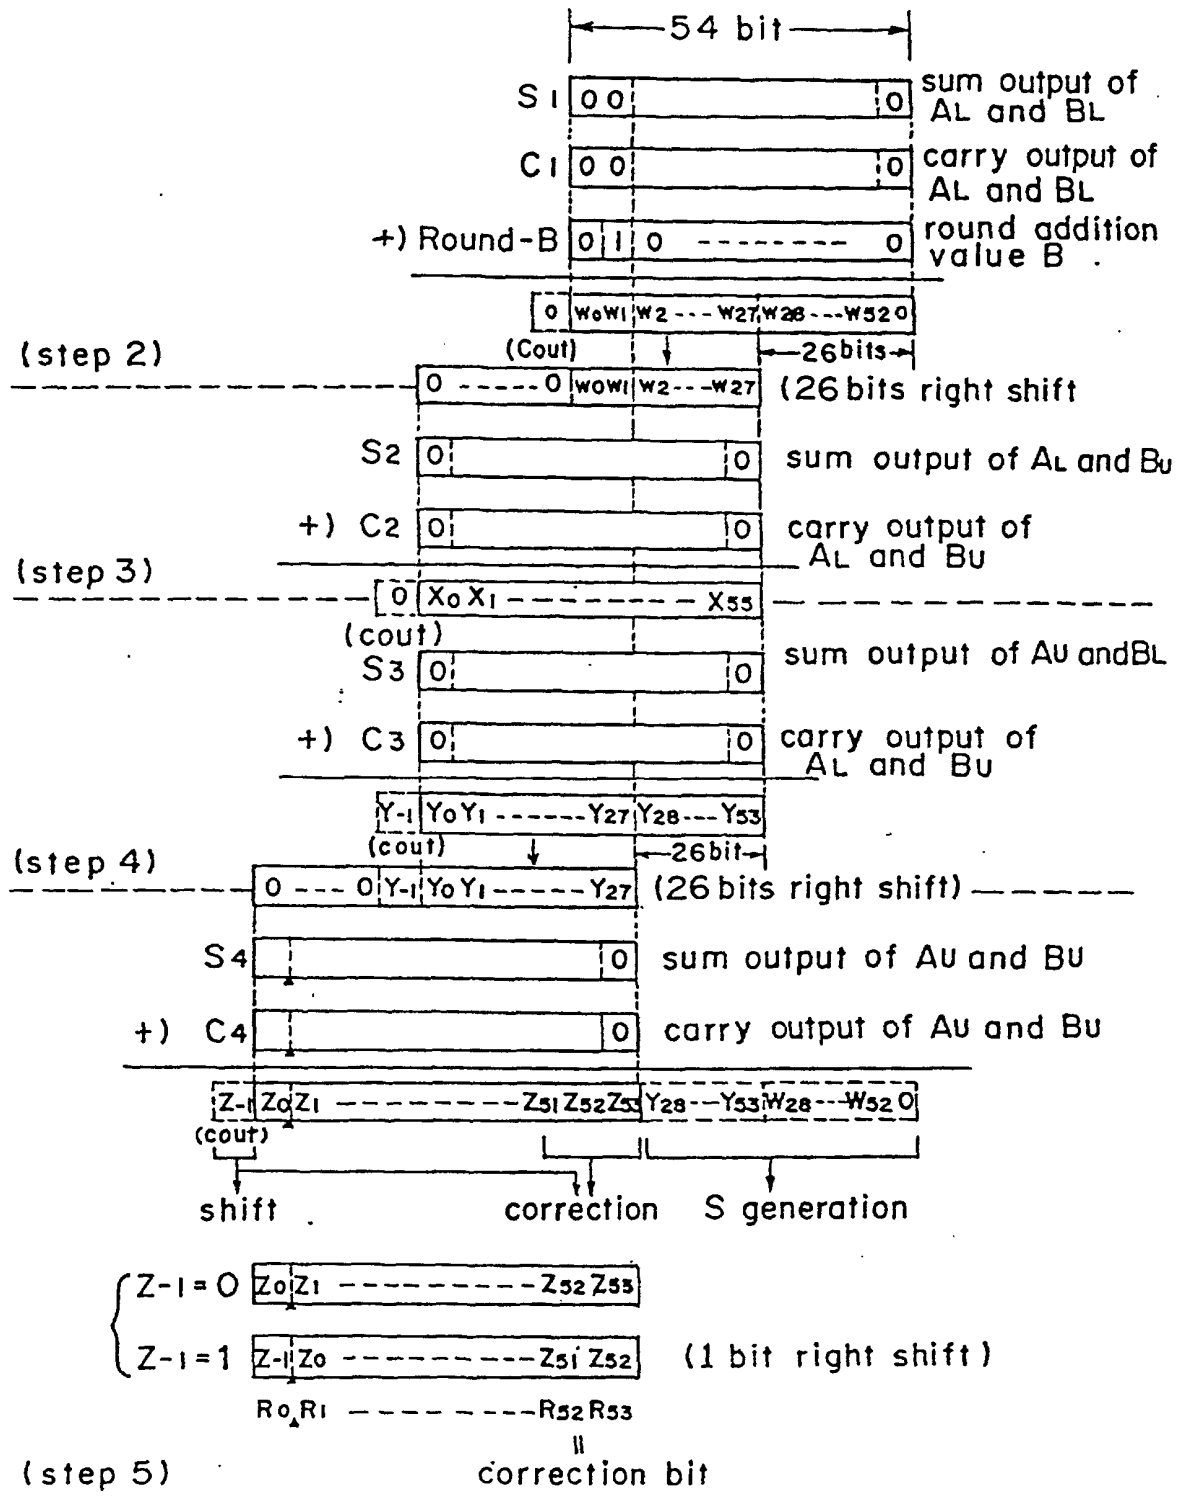 54 bit
S1 0 0 0 sum output of
AL and BL
C1 0 0 0 carry output of
AL and BL
+) Round-B 0 1 0 -------- 0 round addition
value B .
0 W0W1 W2 --- W27 W28 --- W52 0
(Cout) 26bits
(step 2)
0 ----- 0 W0W1 W2 --- W27 (26 bits right shift
S2 0 0 sum output of AL and BU
+) C2 0 0 carry output of
AL and BU
(step 3)
0 X0 X1 --------- X55
(cout)
S3 0 0 sum output of AU and BL
+) C3 0 0 carry output of
AL and BU
Y-1 Y0 Y1 ------ Y27 Y28 --- Y53
(cout) 26bit
(step 4)
0 --- 0 Y-1 Y0 Y1 ----- Y27 (26 bits right shift)
S4 0 sum output of AU and BU
+) C4 0 carry output of AU and BU
Z-1 Z0 Z1 --------- Z51 Z52 Z53 Y28 --- Y53 W28 --- W52 0
(cout)
shift correction S generation
Z-1 = 0 Z0 Z1 --------- Z52 Z53
Z-1 = 1 Z-1 Z0 --------- Z51 Z52 (1 bit right shift)
R0 R1 --------- R52 R53
=
(step 5) correction bit